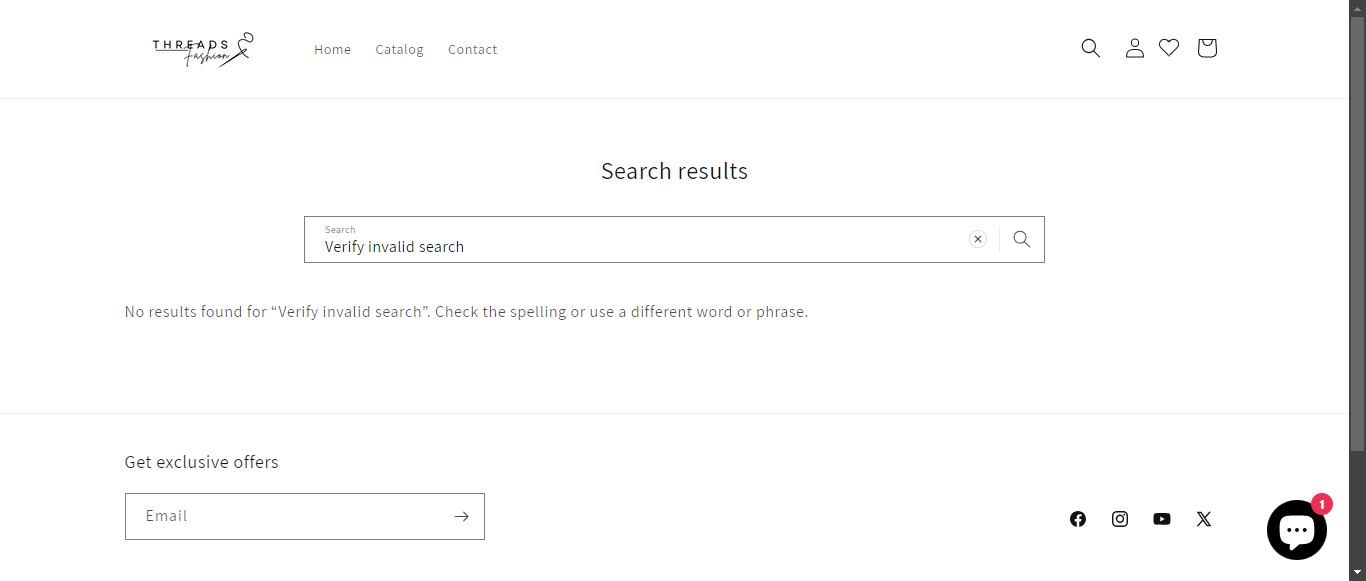 THREADS
Fashion
Home Catalog Contact
Search results
Search
Verify invalid search
No results found for “Verify invalid search”. Check the spelling or use a different word or phrase.
Get exclusive offers
Email
1